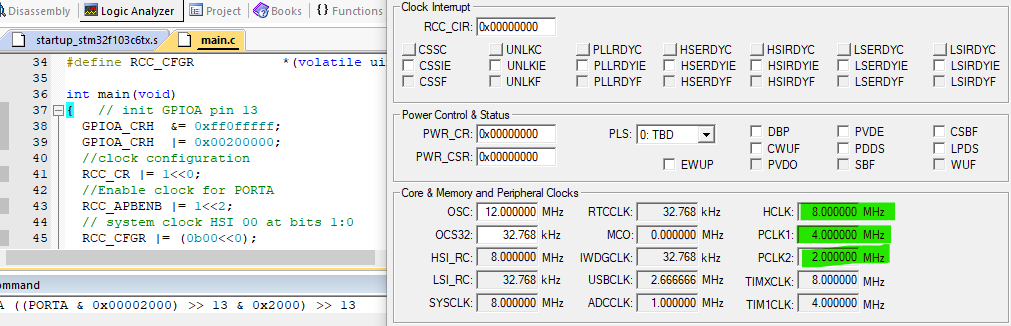 Disassembly Logic Analyzer Project Books {} Functions
startup_stm32f103c6tx.s main.c
34 #define RCC_CFGR *(volatile ui
35
36 int main(void)
37 { // init GPIOA pin 13
38 GPIOA_CRH &= 0xff0fffff;
39 GPIOA_CRH |= 0x00200000;
40 //clock configuration
41 RCC_CR |= 1<<0;
42 //Enable clock for PORTA
43 RCC_APBENB |= 1<<2;
44 // system clock HSI 00 at bits 1:0
45 RCC_CFGR |= (0b00<<0);
ommand
A ((PORTA & 0x00002000) >> 13 & 0x2000) >> 13
Clock Interrupt
RCC_CIR: 0x00000000
CSSC UNLKC PLLRDYC HSERDYC HSIRDYC LSERDYC LSIRDYC
CSSIE UNLKIE PLLRDYIE HSERDYIE HSIRDYIE LSERDYIE LSIRDYIE
CSSF UNLKF PLLRDYF HSERDYF HSIRDYF LSERDYF LSIRDYF
Power Control & Status
PWR_CR: 0x00000000 PLS: 0: TBD DBP PVDE CSBF
CWUF PDDS LPDS
PWR_CSR: 0x00000000 EWUP PVDO SBF WUF
Core & Memory and Peripheral Clocks
OSC: 12.000000 MHz RTCCLK: 32.768 kHz HCLK: 8.000000 MHz
OCS32: 32.768 kHz MCO: 0.000000 MHz PCLK1: 4.000000 MHz
HSI_RC: 8.000000 MHz IWDGCLK: 32.768 kHz PCLK2: 2.000000 MHz
LSI_RC: 32.768 kHz USBCLK: 2.666666 MHz TIMXCLK: 8.000000 MHz
SYSCLK: 8.000000 MHz ADCCLK: 1.000000 MHz TIM1CLK: 4.000000 MHz